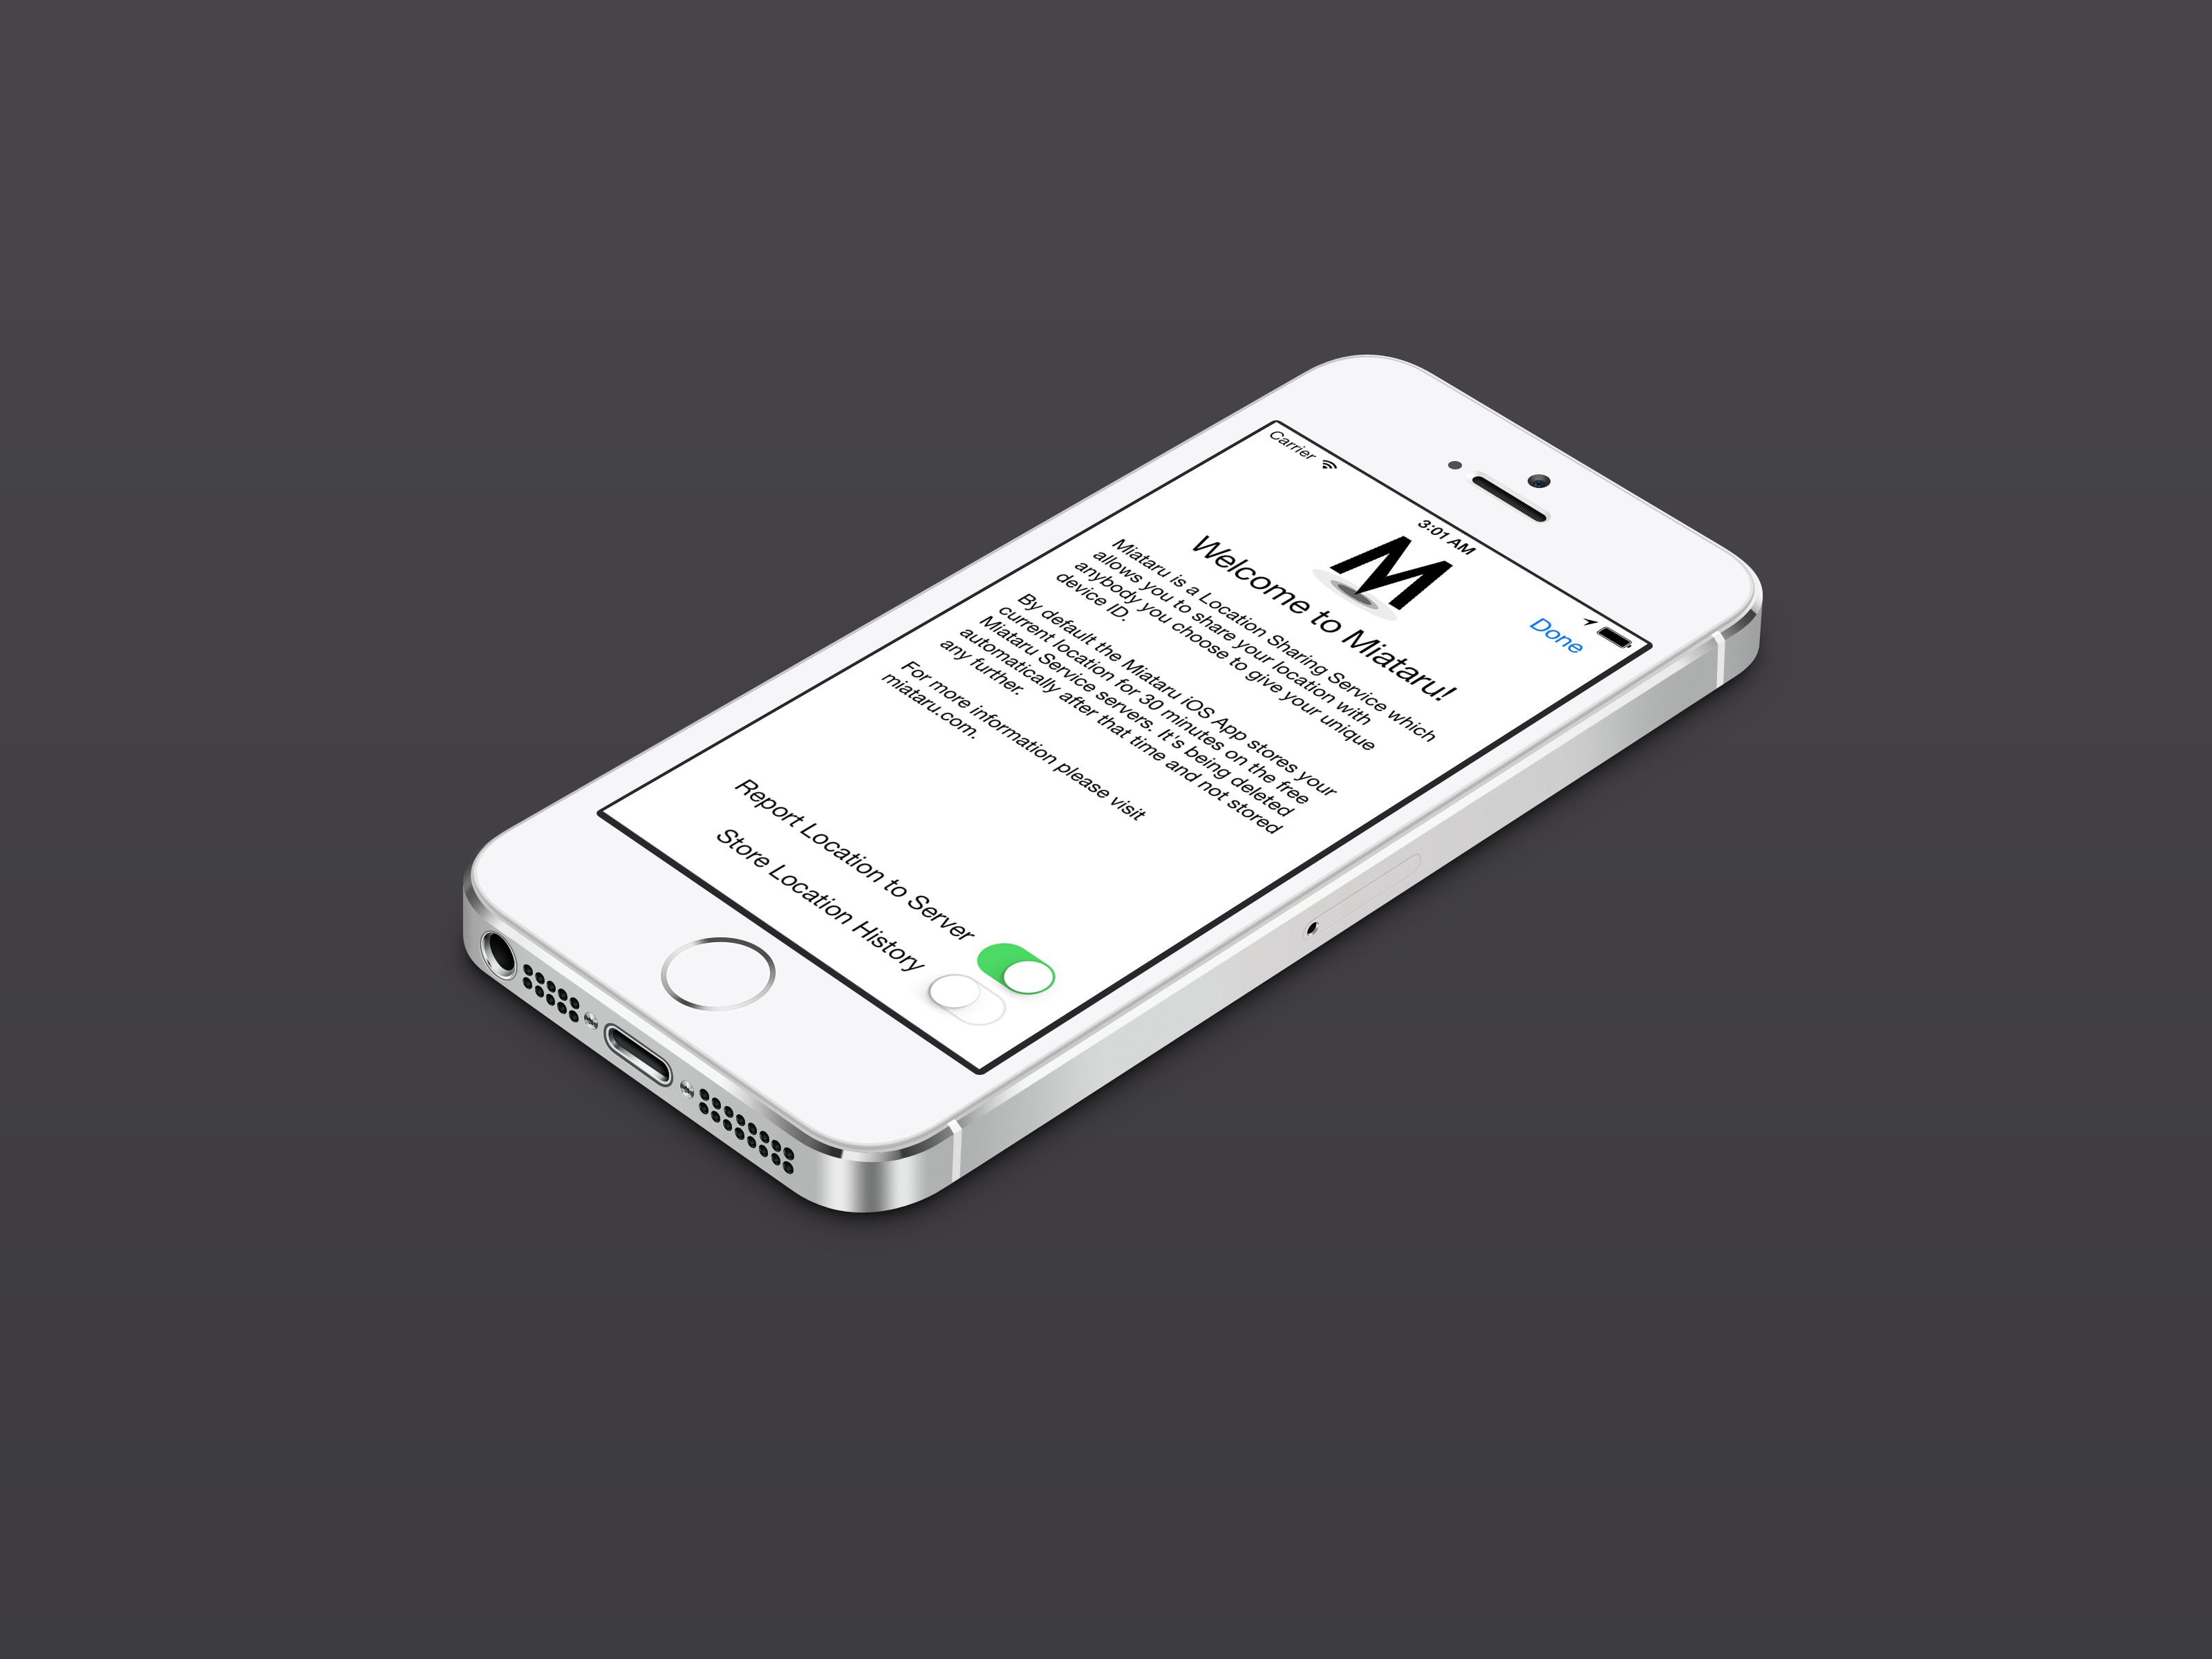 Carrier
3:01 AM
Done
M
Welcome to Miataru!
Miataru is a Location Sharing Service which
allows you to share your location with
anybody you choose to give your unique
device ID.
By default the Miataru iOS App stores your
current location for 30 minutes on the free
Miataru Service servers. It's being deleted
automatically after that time and not stored
any further.
For more information please visit
miataru.com.
Report Location to Server
Store Location History